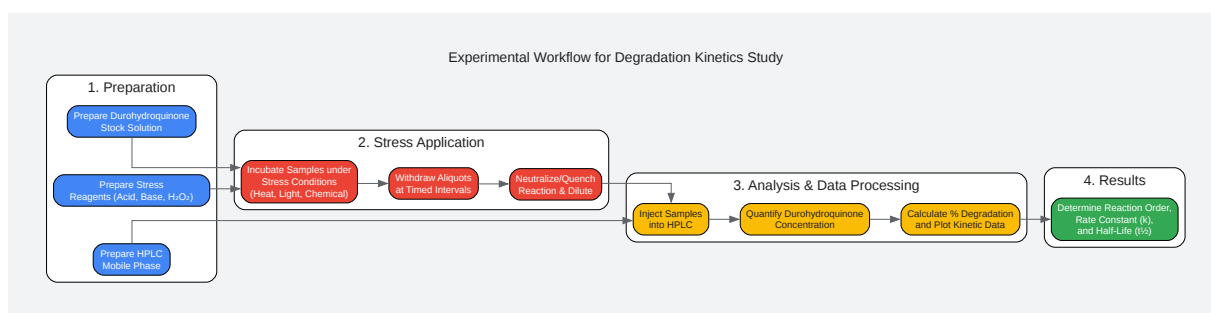 Experimental Workflow for Degradation Kinetics Study
1. Preparation
Prepare Durohydroquinone
Stock Solution
Prepare Stress
Reagents (Acid, Base, H₂O₂)
Prepare HPLC
Mobile Phase
2. Stress Application
Incubate Samples under
Stress Conditions
(Heat, Light, Chemical)
Withdraw Aliquots
at Timed Intervals
Neutralize/Quench
Reaction & Dilute
3. Analysis & Data Processing
Inject Samples
into HPLC
Quantify Durohydroquinone
Concentration
Calculate % Degradation
and Plot Kinetic Data
4. Results
Determine Reaction Order,
Rate Constant (k),
and Half-Life (t½)